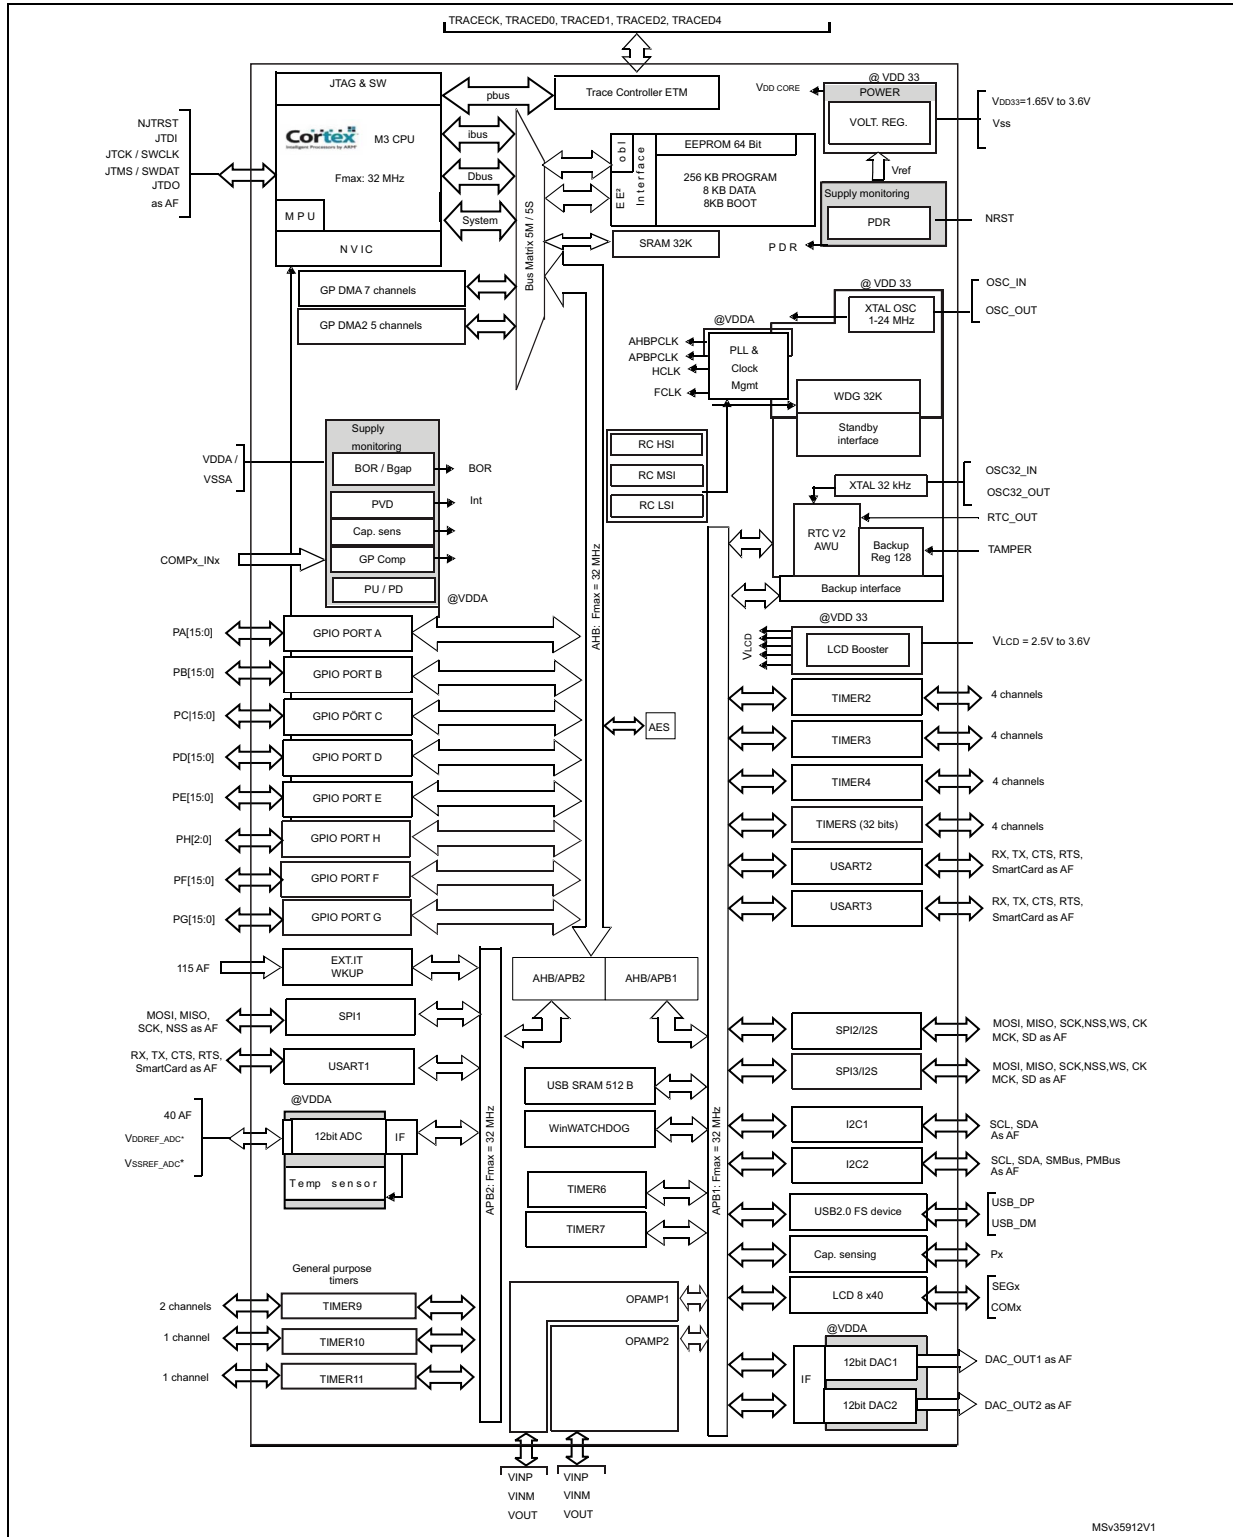 TRACECK, TRACED0, TRACED1, TRACED2, TRACED4
JTAG & SW
pbus
Trace Controller ETM
VDD CORE
@ VDD 33
POWER
VOLT. REG.
VDD33=1.65V to 3.6V
Vss
NJTRST
JTDI
JTCK / SWCLK
JTMS / SWDAT
JTDO
as AF
Cortex
Intelligent Processors by ARM
M3 CPU
Fmax: 32 MHz
ibus
Dbus
System
MPU
NVIC
Bus Matrix 5M / 5S
obl
EE²
Interface
EEPROM 64 Bit
256 KB PROGRAM
8 KB DATA
8KB BOOT
SRAM 32K
Vref
Supply monitoring
PDR
NRST
PDR
GP DMA 7 channels
GP DMA2 5 channels
@ VDD 33
XTAL OSC
1-24 MHz
OSC_IN
OSC_OUT
@VDDA
AHBPCLK
APBPCLK
HCLK
FCLK
PLL &
Clock
Mgmt
WDG 32K
Standby
interface
RC HSI
RC MSI
RC LSI
Supply
monitoring
BOR / Bgap
BOR
PVD
Int
Cap. sens
GP Comp
PU / PD
@VDDA
VDDA /
VSSA
COMPx_INx
XTAL 32 kHz
OSC32_IN
OSC32_OUT
RTC V2
AWU
RTC_OUT
Backup
Reg 128
TAMPER
Backup interface
AHB: Fmax = 32 MHz
@VDD 33
VLCD
LCD Booster
VLCD = 2.5V to 3.6V
PA[15:0]
GPIO PORT A
PB[15:0]
GPIO PORT B
PC|15:0]
GPIO PÖRT C
PD[15:0]
GPIO PORT D
PE[15:0]
GPIO PORT E
PH[2:0]
GPIO PORT H
PF[15:0]
GPIO PORT F
PG[15:0]
GPIO PORT G
AES
TIMER2
4 channels
TIMER3
4 channels
TIMER4
4 channels
TIMERS (32 bits)
4 channels
USART2
RX, TX, CTS, RTS,
SmartCard as AF
USART3
RX, TX, CTS, RTS,
SmartCard as AF
115 AF
EXT.IT
WKUP
AHB/APB2
AHB/APB1
MOSI, MISO,
SCK, NSS as AF
SPI1
RX, TX, CTS, RTS,
SmartCard as AF
USART1
@VDDA
40 AF
VDDREF_ADC*
VSSREF_ADC*
12bit ADC
IF
Temp sensor
APB2: Fmax = 32 MHz
USB SRAM 512 B
WinWATCHDOG
TIMER6
TIMER7
APB1: Fmax = 32 MHz
SPI2/I2S
MOSI, MISO, SCK,NSS,WS, CK
MCK, SD as AF
SPI3/I2S
MOSI, MISO, SCK,NSS,WS, CK
MCK, SD as AF
I2C1
SCL, SDA
As AF
I2C2
SCL, SDA, SMBus, PMBus
As AF
USB2.0 FS device
USB_DP
USB_DM
Cap. sensing
Px
LCD 8 x40
SEGx
COMx
General purpose
timers
2 channels
TIMER9
1 channel
TIMER10
1 channel
TIMER11
OPAMP1
OPAMP2
@VDDA
IF
12bit DAC1
DAC_OUT1 as AF
12bit DAC2
DAC_OUT2 as AF
VINP
VINM
VOUT
VINP
VINM
VOUT
MSv35912V1